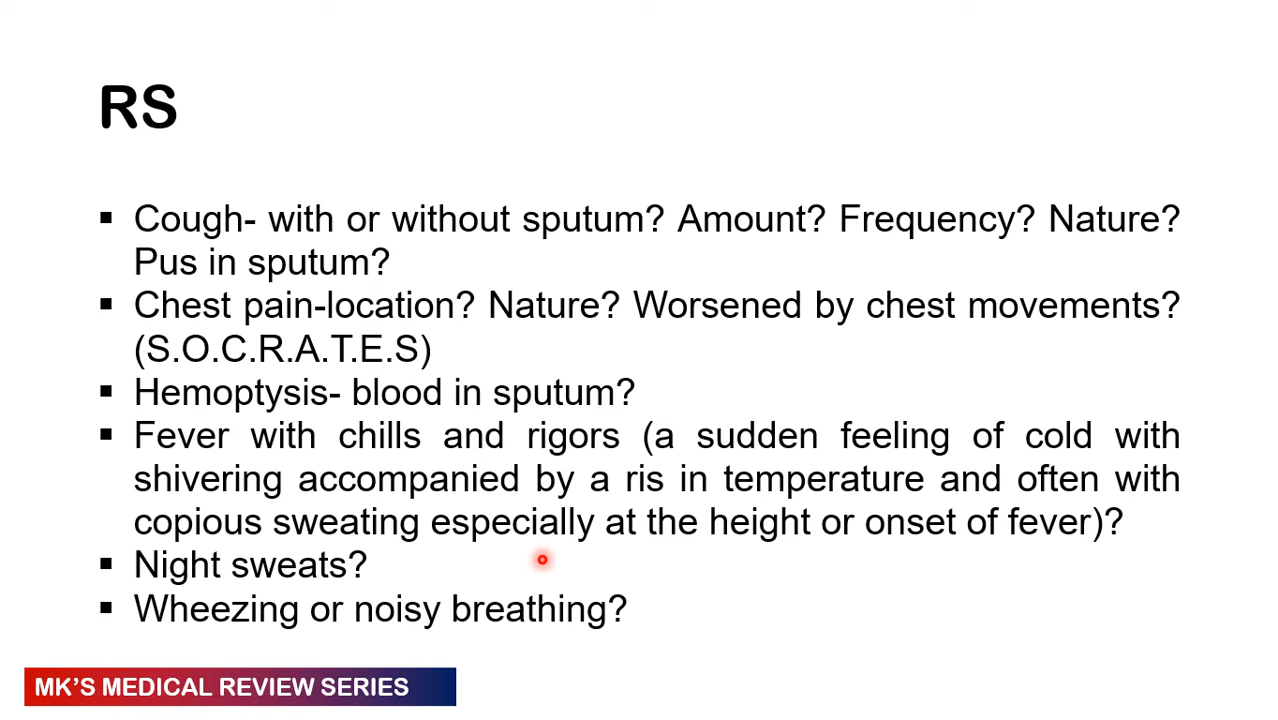 RS
▪ Cough- with or without sputum? Amount? Frequency? Nature?
Pus in sputum?
▪ Chest pain-location? Nature? Worsened by chest movements?
(S.O.C.R.A.T.E.S)
▪ Hemoptysis- blood in sputum?
▪ Fever with chills and rigors (a sudden feeling of cold with
shivering accompanied by a ris in temperature and often with
copious sweating especially at the height or onset of fever)?
▪ Night sweats?
▪ Wheezing or noisy breathing?
MK'S MEDICAL REVIEW SERIES